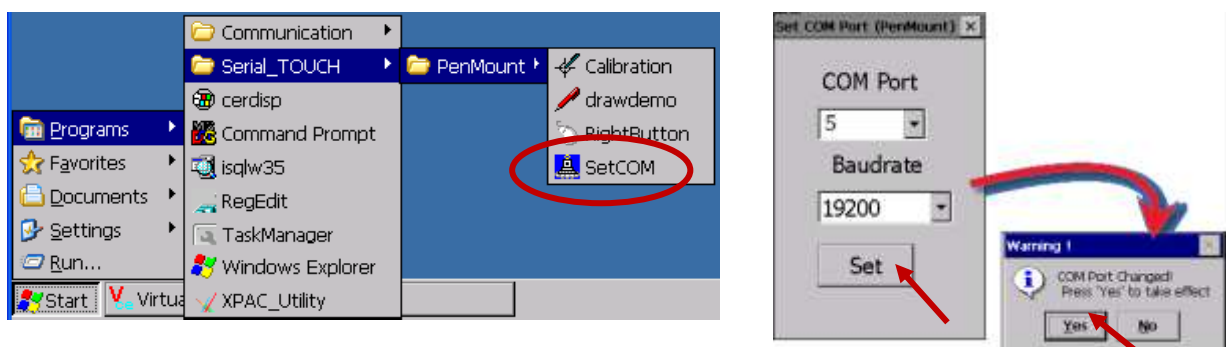 Communication
Serial_TOUCH
PenMount
Calibration
cerdisp
drawdemo
Programs
Command Prompt
RightButton
Favorites
isqlw35
SetCOM
Documents
RegEdit
Settings
TaskManager
Run...
Windows Explorer
Start
Virtua
XPAC_Utility
Set COM Port (PenMount)
COM Port
5
Baudrate
19200
Set
Warning !
COM Port Changed!
Press 'Yes' to take effect
Yes
No